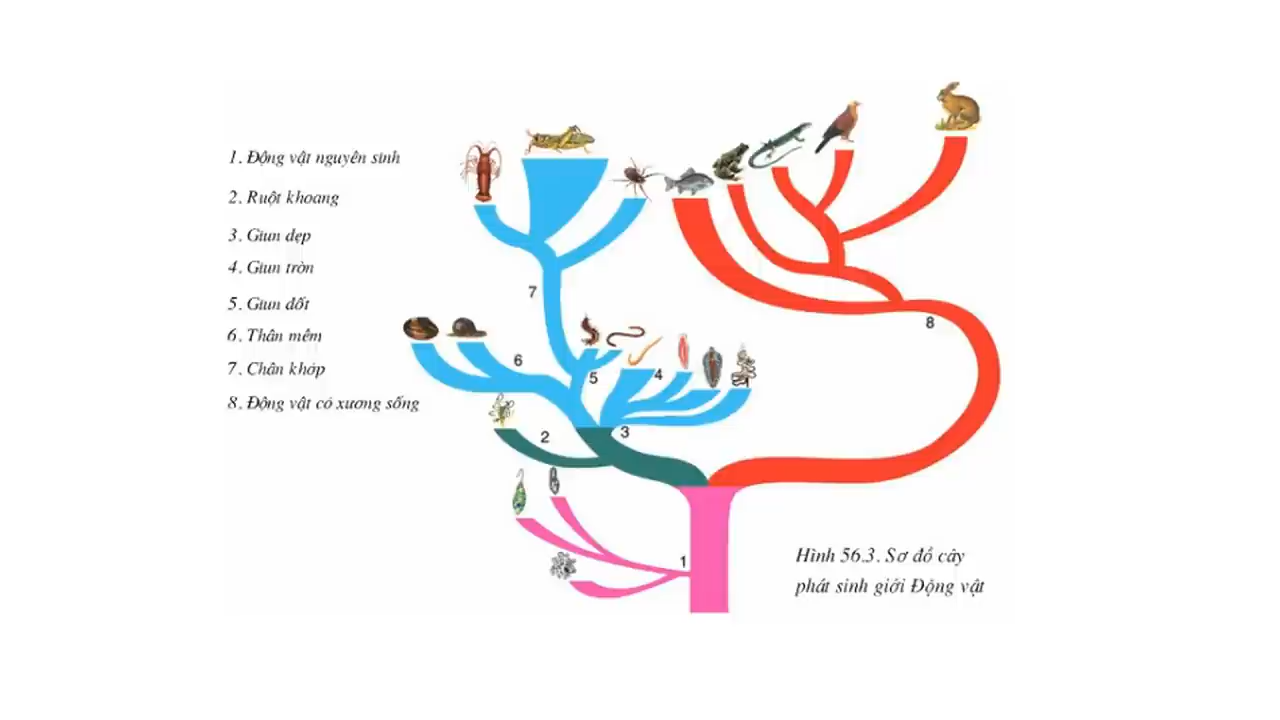 1. Động vật nguyên sinh
2. Ruột khoang
3. Giun dẹp
4. Giun tròn
5. Giun đốt
6. Thân mềm
7. Chân khớp
8. Động vật có xương sống
7
8
6
5
4
3
2
1
Hình 56.3. Sơ đồ cây
phát sinh giới Động vật